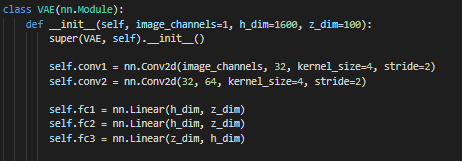 class VAE(nn.Module):
def __init__(self, image_channels=1, h_dim=1600, z_dim=100):
super(VAE, self).__init__()
self.conv1 = nn.Conv2d(image_channels, 32, kernel_size=4, stride=2)
self.conv2 = nn.Conv2d(32, 64, kernel_size=4, stride=2)
self.fc1 = nn.Linear(h_dim, z_dim)
self.fc2 = nn.Linear(h_dim, z_dim)
self.fc3 = nn.Linear(z_dim, h_dim)